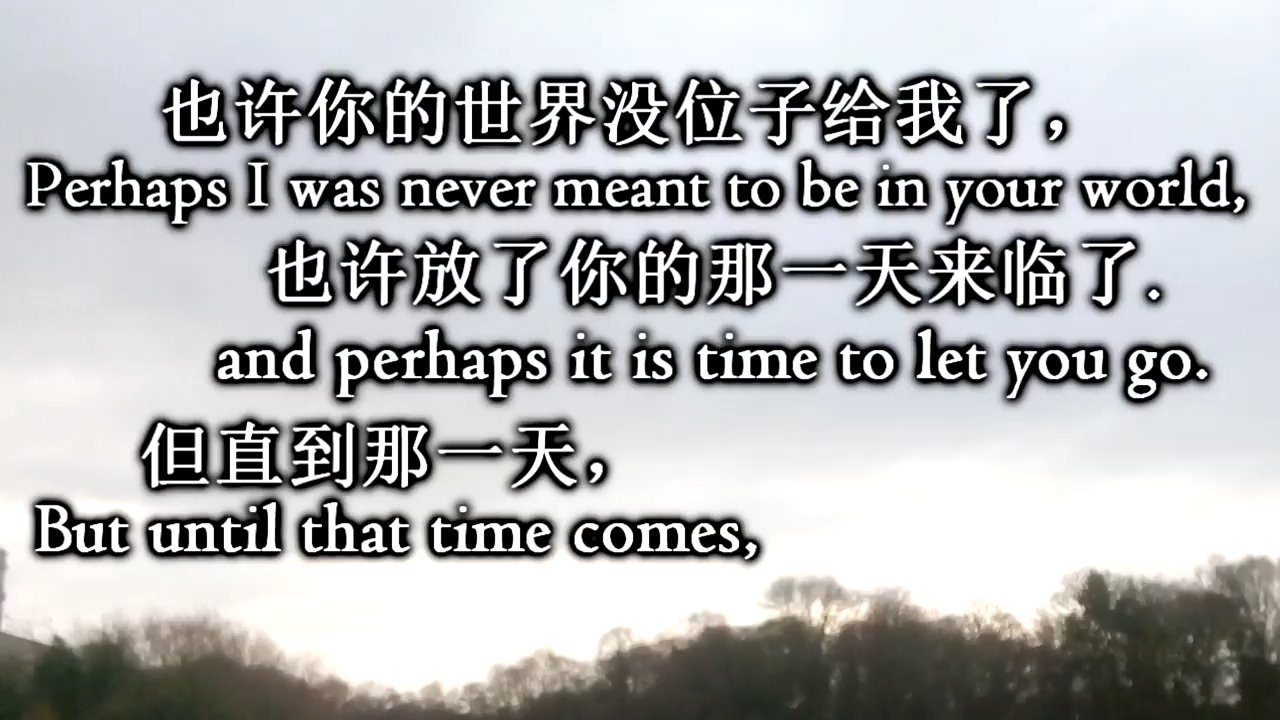 也许你的世界没位子给我了，
Perhaps I was never meant to be in your world,
也许放了你的那一天来临了.
and perhaps it is time to let you go.
但直到那一天，
But until that time comes,